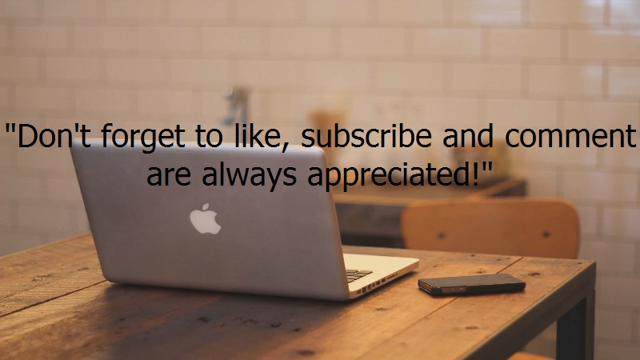 "Don't forget to like, subscribe and comment
are always appreciated!"